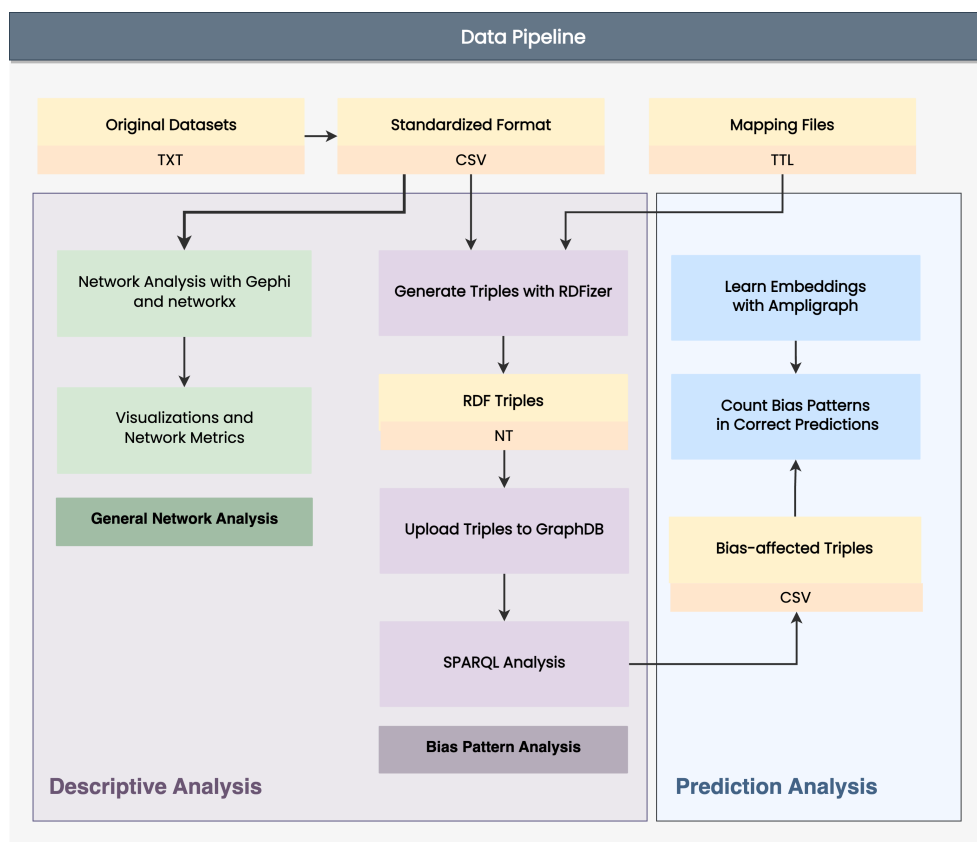 Data Pipeline
Original Datasets
TXT
Standardized Format
CSV
Mapping Files
TTL
Network Analysis with Gephi
and networkx
Visualizations and
Network Metrics
General Network Analysis
Generate Triples with RDFizer
RDF Triples
NT
Upload Triples to GraphDB
SPARQL Analysis
Bias Pattern Analysis
Descriptive Analysis
Learn Embeddings
with Ampligraph
Count Bias Patterns
in Correct Predictions
Bias-affected Triples
CSV
Prediction Analysis